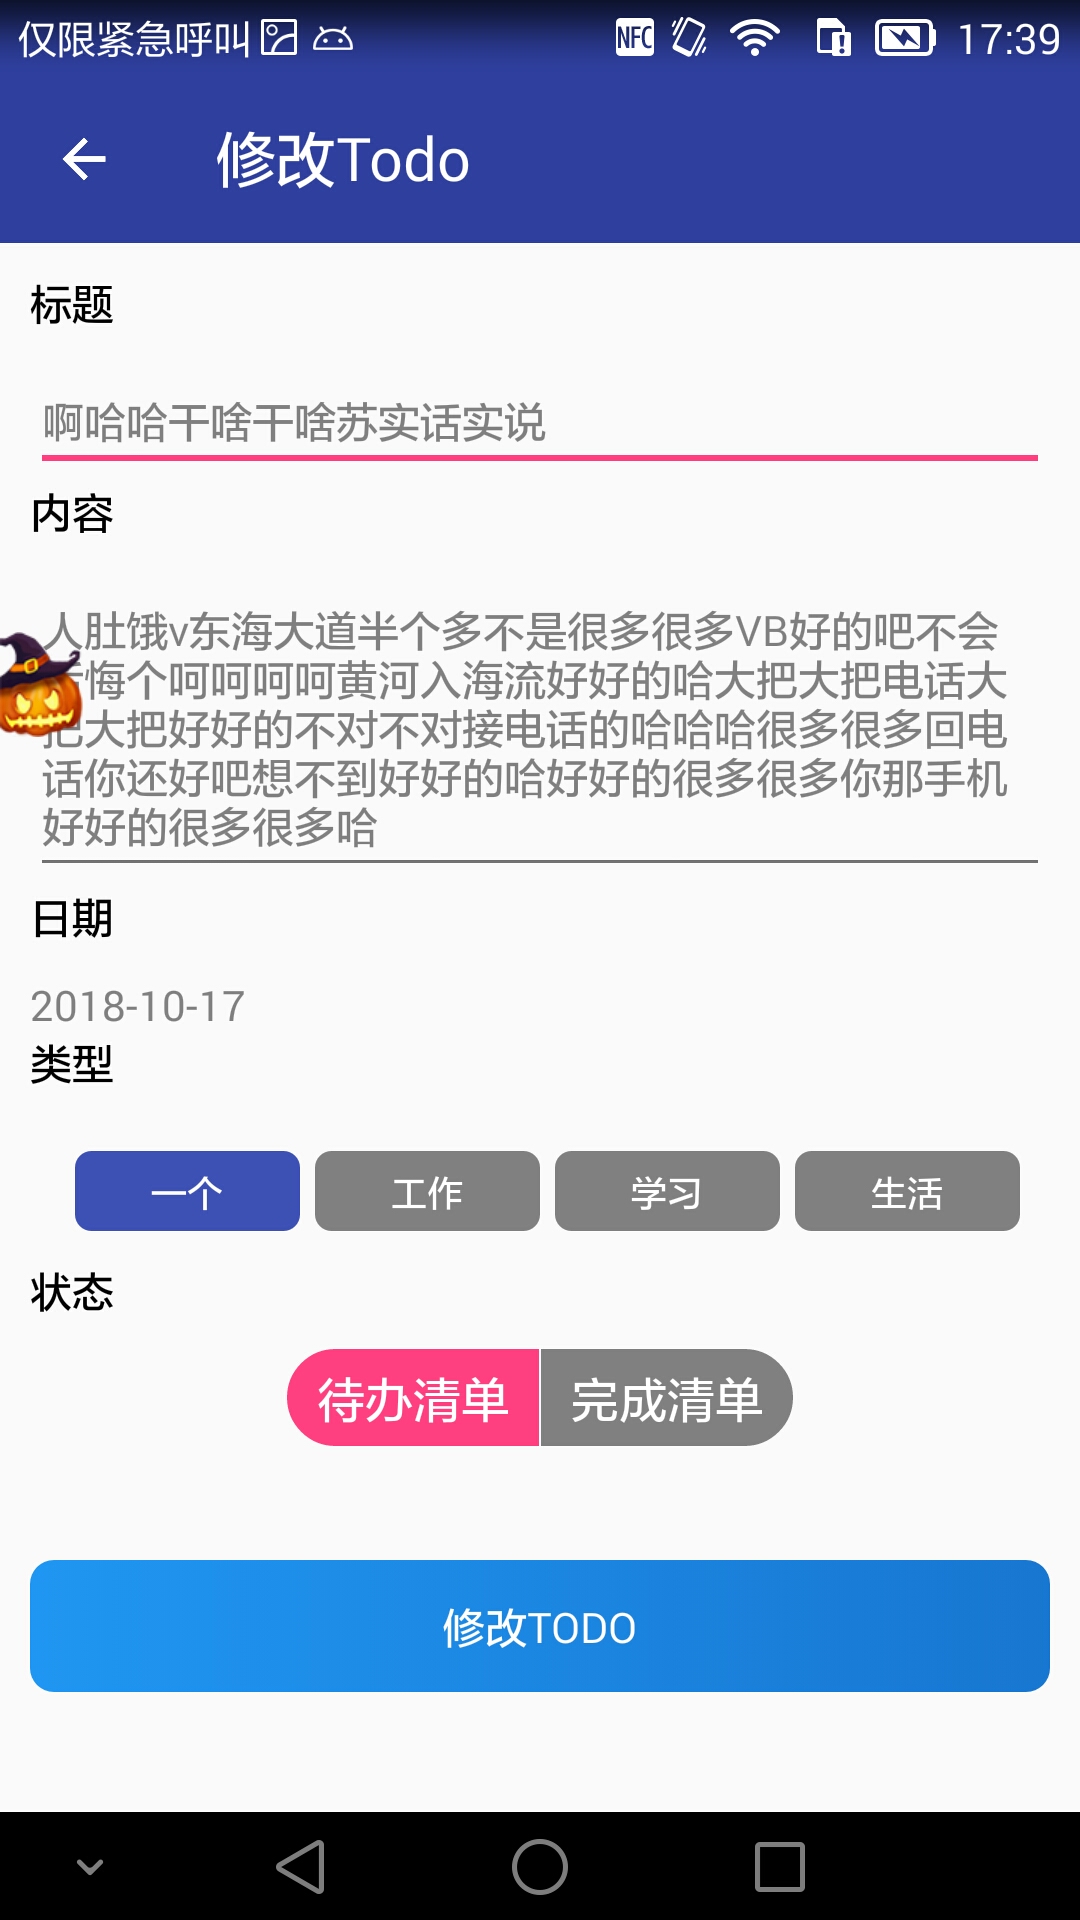 仅限紧急呼叫 NFC 17:39
修改Todo
标题
啊哈哈干啥干啥苏实话实说
内容
人肚饿v东海大道半个多不是很多很多VB好的吧不会
悔个呵呵呵呵黄河入海流好好的哈大把大把电话大
把大把好好的不对不对接电话的哈哈哈很多很多回电
话你还好吧想不到好好的哈好好的很多很多你那手机
好好的很多很多哈
日期
2018-10-17
类型
一个 工作 学习 生活
状态
待办清单 完成清单
修改TODO